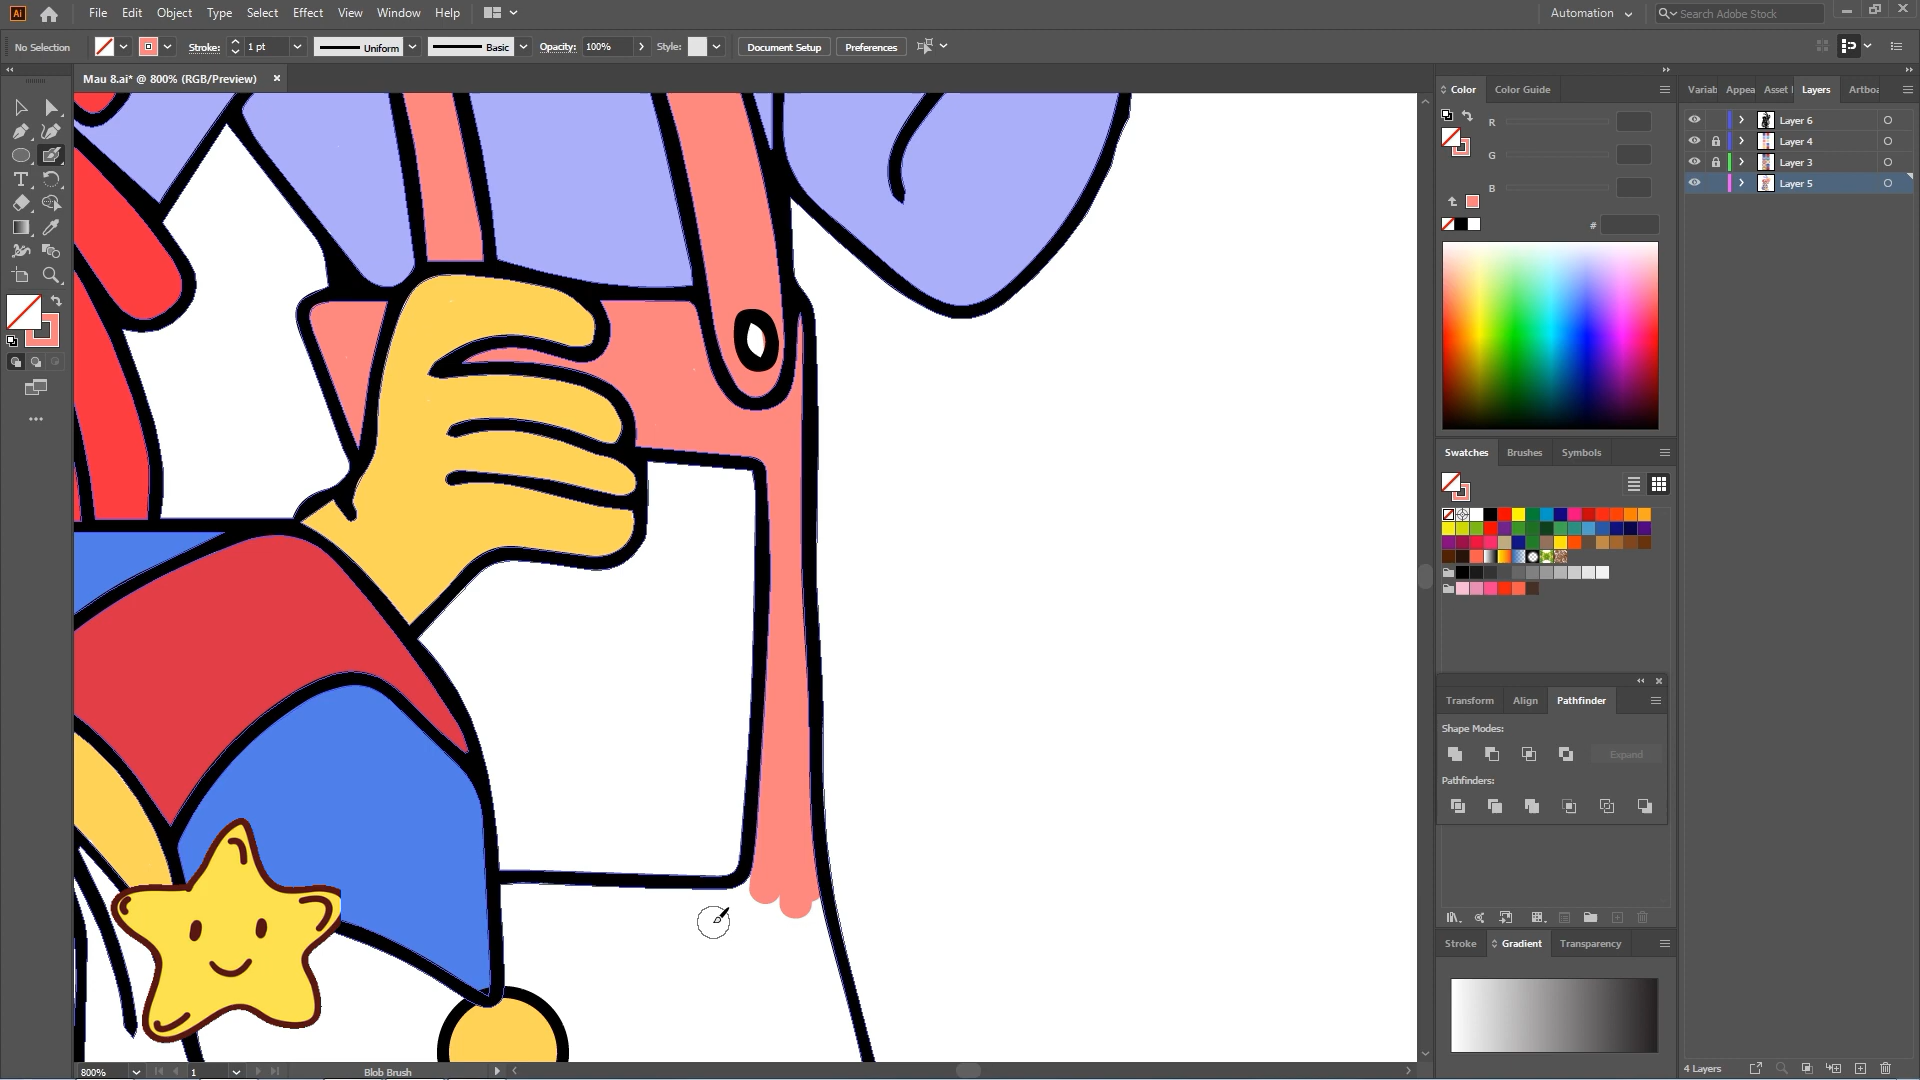 Ai File Edit Object Type Select Effect View Window Help Automation Search Adobe Stock
No Selection Stroke: 1 pt Uniform Basic Opacity: 100% Style: Document Setup Preferences
Mau 8.ai* @ 800% (RGB/Preview) ×
Color Color Guide Variab Appea Asset Layers Artboa
R
G
B
#
Layer 6
Layer 4
Layer 3
Layer 5
Swatches Brushes Symbols
Transform Align Pathfinder
Shape Modes:
Expand
Pathfinders:
Stroke Gradient Transparency
800% 1 Blob Brush 4 Layers